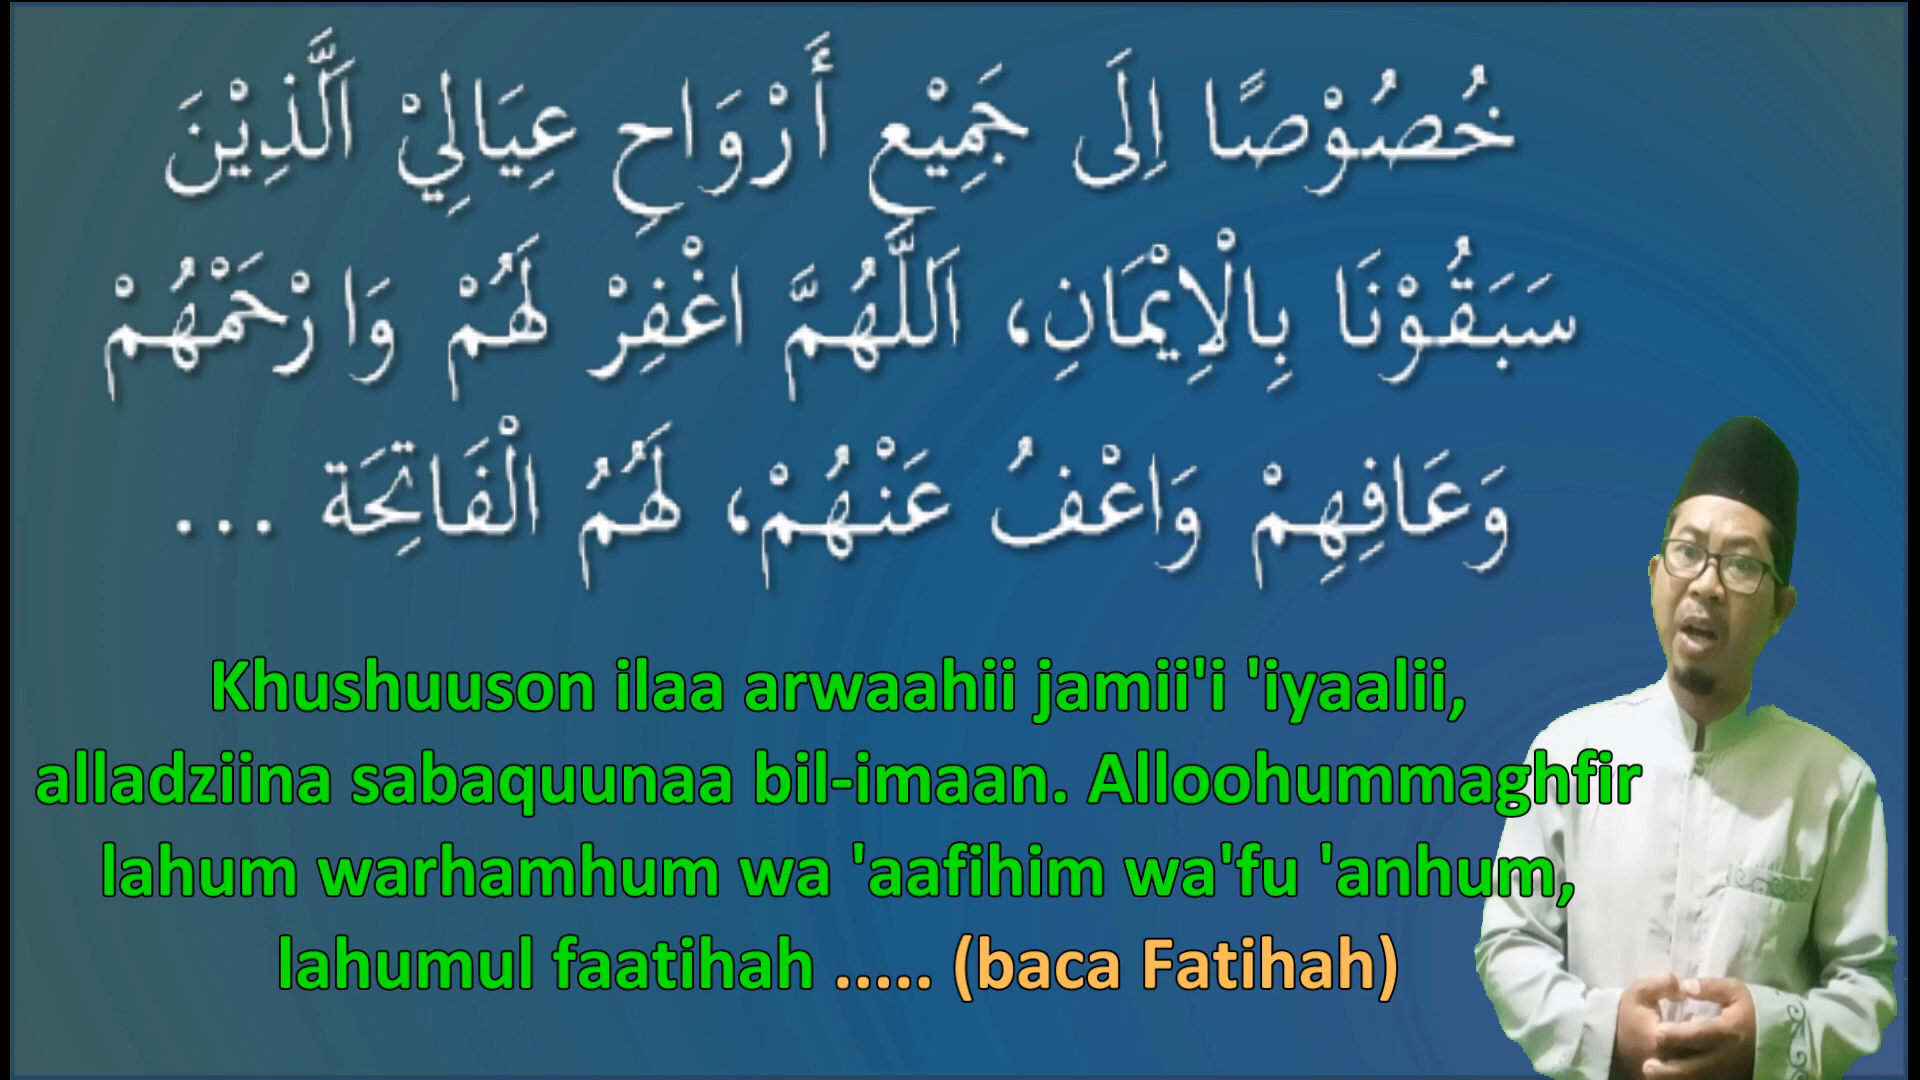 خُصُوْصًا اِلَى جَمِيْعِ أَرْوَاحِ عِيَالِيْ اَلَّذِيْنَ
سَبَقُوْنَا بِالْاِيْمَانِ، اَللَّهُمَّ اغْفِرْ لَهُمْ وَارْحَمْهُمْ
وَعَافِهِمْ وَاعْفُ عَنْهُمْ، لَهُمُ الْفَاتِحَة ...
Khushuuson ilaa arwaahii jamii'i 'iyaalii,
alladziina sabaquunaa bil-imaan. Alloohummaghfir
lahum warhamhum wa 'aafihim wa'fu 'anhum,
lahumul faatihah ..... (baca Fatihah)